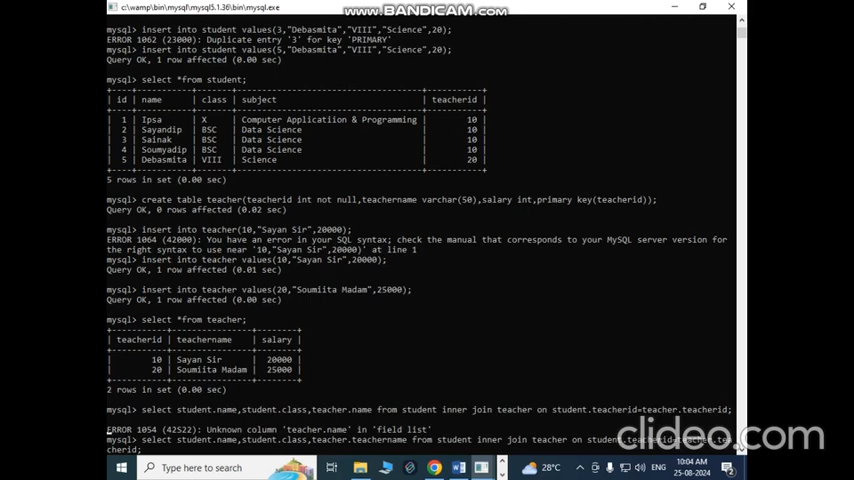 c:\wamp\bin\mysql\mysql5.1.36\bin\mysql.exe
www.BANDICAM.com
mysql> insert into student values(3,"Debasmita","VIII","Science",20);
ERROR 1062 (23000): Duplicate entry '3' for key 'PRIMARY'
mysql> insert into student values(5,"Debasmita","VIII","Science",20);
Query OK, 1 row affected (0.00 sec)
mysql> select *from student;
+----+-----------+-------+------------------------------------+-----------+
| id | name | class | subject | teacherid |
+----+-----------+-------+------------------------------------+-----------+
| 1 | Ipsa | X | Computer Applicatiion & Programming | 10 |
| 2 | Sayandip | BSC | Data Science | 10 |
| 3 | Sainak | BSC | Data Science | 10 |
| 4 | Soumyadip | BSC | Data Science | 10 |
| 5 | Debasmita | VIII | Science | 20 |
+----+-----------+-------+------------------------------------+-----------+
5 rows in set (0.00 sec)
mysql> create table teacher(teacherid int not null,teachername varchar(50),salary int,primary key(teacherid));
Query OK, 0 rows affected (0.02 sec)
mysql> insert into teacher(10,"Sayan Sir",20000);
ERROR 1064 (42000): You have an error in your SQL syntax; check the manual that corresponds to your MySQL server version for
the right syntax to use near '10,"Sayan Sir",20000)' at line 1
mysql> insert into teacher values(10,"Sayan Sir",20000);
Query OK, 1 row affected (0.01 sec)
mysql> insert into teacher values(20,"Soumiita Madam",25000);
Query OK, 1 row affected (0.00 sec)
mysql> select *from teacher;
+-----------+----------------+--------+
| teacherid | teachername | salary |
+-----------+----------------+--------+
| 10 | Sayan Sir | 20000 |
| 20 | Soumiita Madam | 25000 |
+-----------+----------------+--------+
2 rows in set (0.00 sec)
mysql> select student.name,student.class,teacher.name from student inner join teacher on student.teacherid=teacher.teacherid;
ERROR 1054 (42S22): Unknown column 'teacher.name' in 'field list'
mysql> select student.name,student.class,teacher.teachername from student inner join teacher on student.teacherid=teacher.tea
cherid;
clideo.com
Type here to search
28°C
ENG
10:04 AM
25-08-2024
2